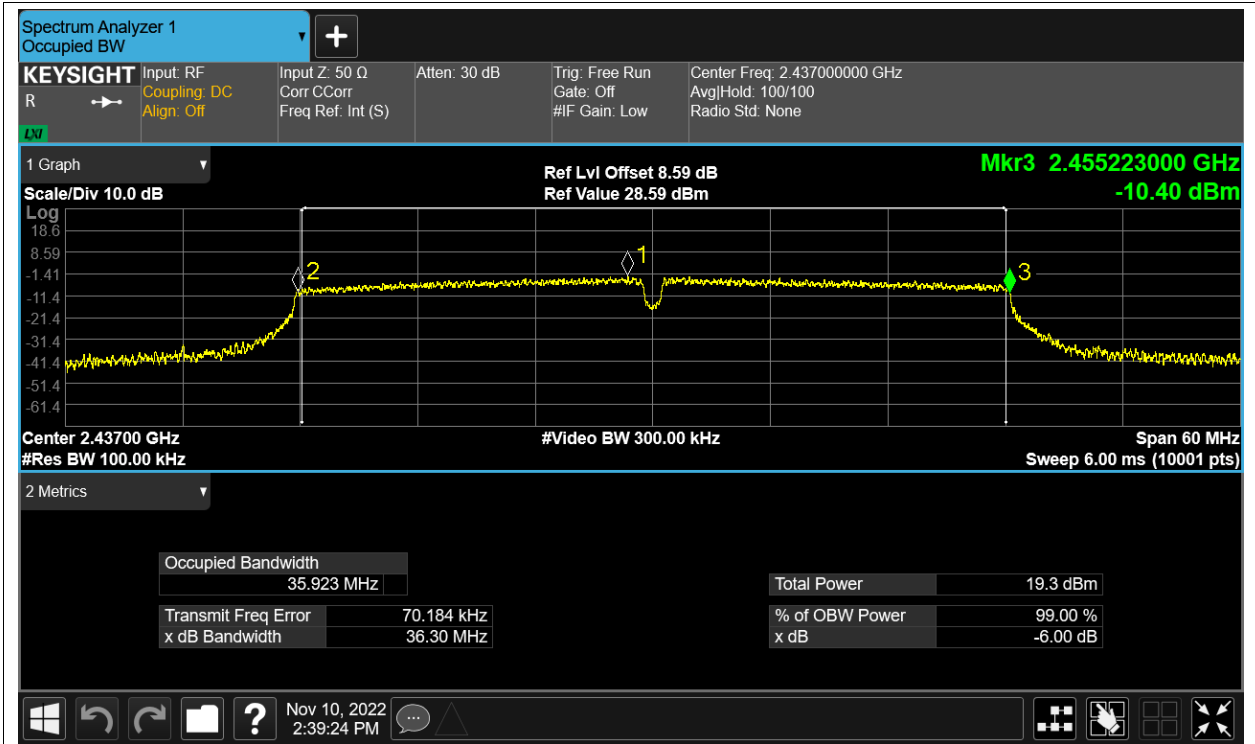 Spectrum Analyzer 1
Occupied BW
KEYSIGHT
R
LXI
Input: RF
Coupling: DC
Align: Off
Input Z: 50 Ω
Corr CCorr
Freq Ref: Int (S)
Atten: 30 dB
Trig: Free Run
Gate: Off
#IF Gain: Low
Center Freq: 2.437000000 GHz
Avg|Hold: 100/100
Radio Std: None
1 Graph
Scale/Div 10.0 dB
Ref Lvl Offset 8.59 dB
Ref Value 28.59 dBm
Mkr3 2.455223000 GHz
-10.40 dBm
Log
18.6
8.59
-1.41
-11.4
-21.4
-31.4
-41.4
-51.4
-61.4
2
1
3
Center 2.43700 GHz
#Res BW 100.00 kHz
#Video BW 300.00 kHz
Span 60 MHz
Sweep 6.00 ms (10001 pts)
2 Metrics
Occupied Bandwidth
35.923 MHz
Transmit Freq Error 70.184 kHz
x dB Bandwidth 36.30 MHz
Total Power 19.3 dBm
% of OBW Power 99.00 %
x dB -6.00 dB
?
Nov 10, 2022
2:39:24 PM